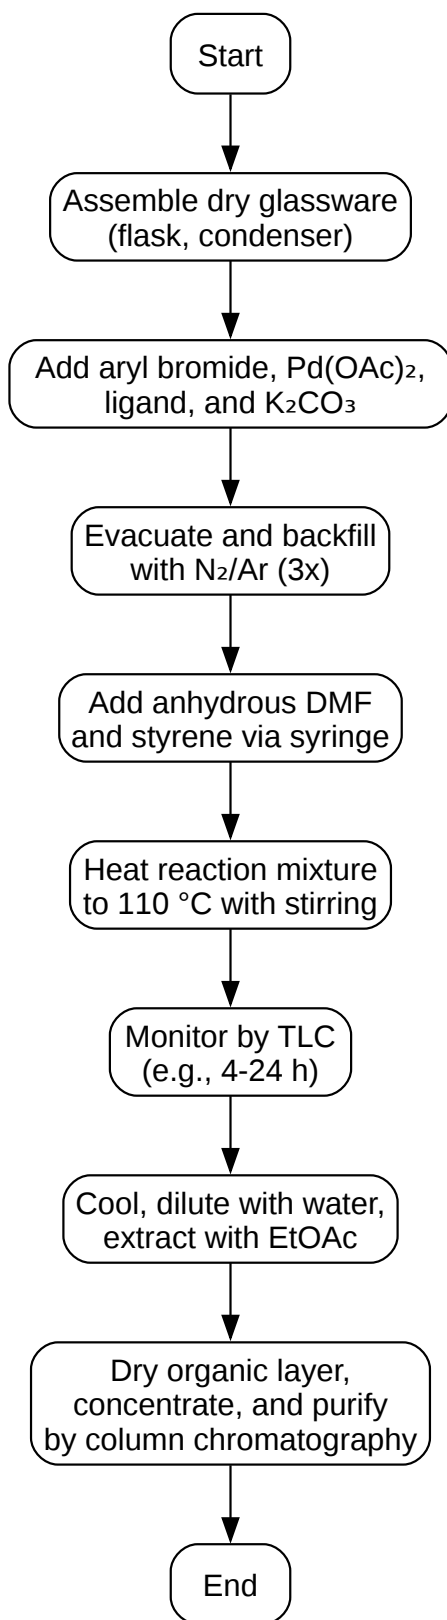 Start
Assemble dry glassware
(flask, condenser)
Add aryl bromide, Pd(OAc)₂,
ligand, and K₂CO₃
Evacuate and backfill
with N₂/Ar (3x)
Add anhydrous DMF
and styrene via syringe
Heat reaction mixture
to 110 °C with stirring
Monitor by TLC
(e.g., 4-24 h)
Cool, dilute with water,
extract with EtOAc
Dry organic layer,
concentrate, and purify
by column chromatography
End